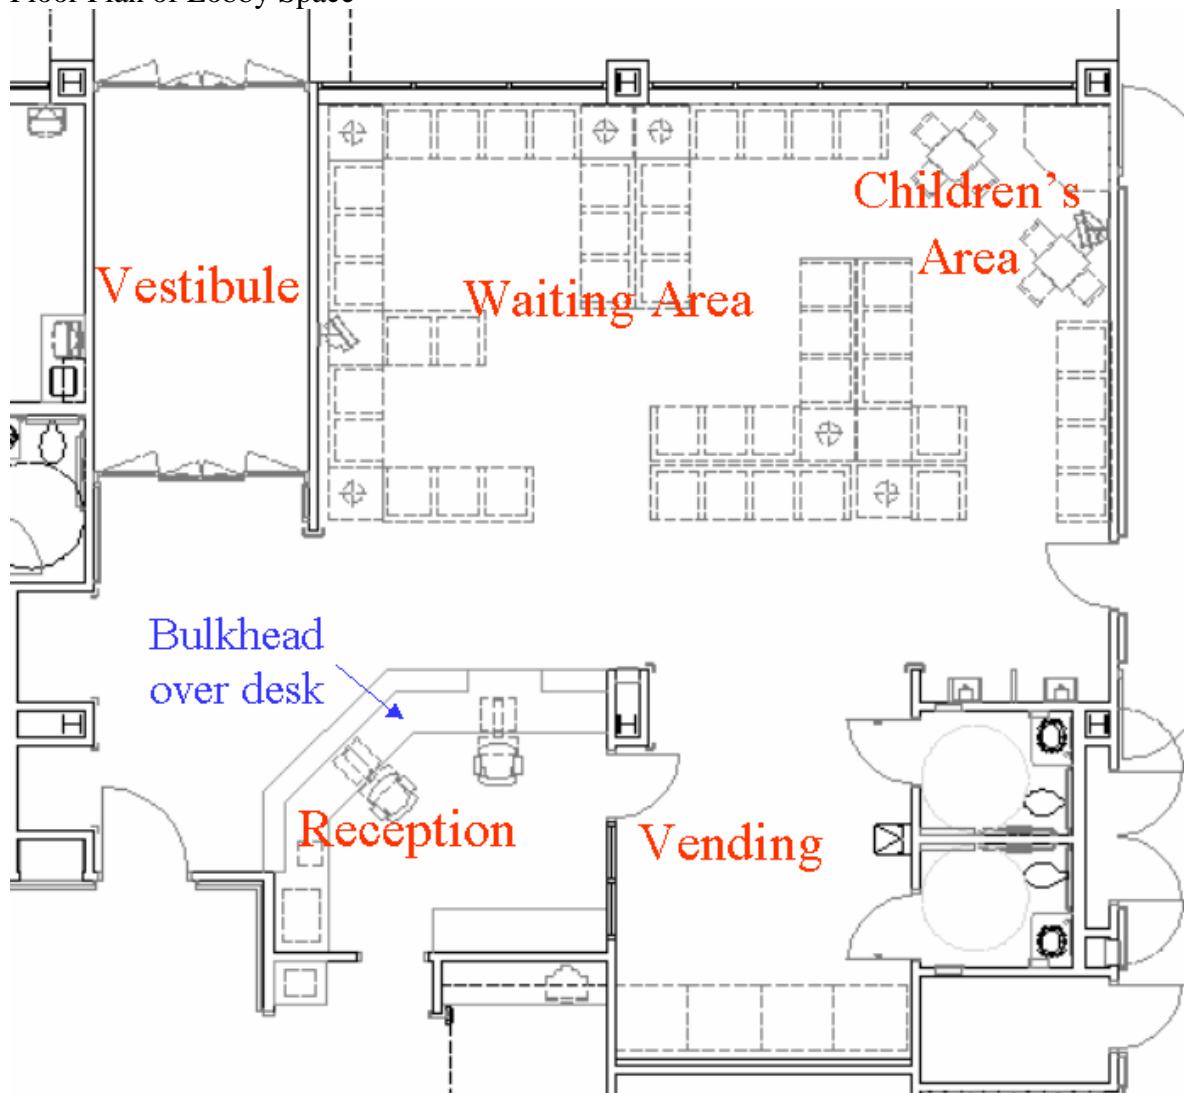 Floor Plan of Lobby Space
Children's
Area
Vestibule
Waiting Area
Bulkhead
over desk
Reception
Vending